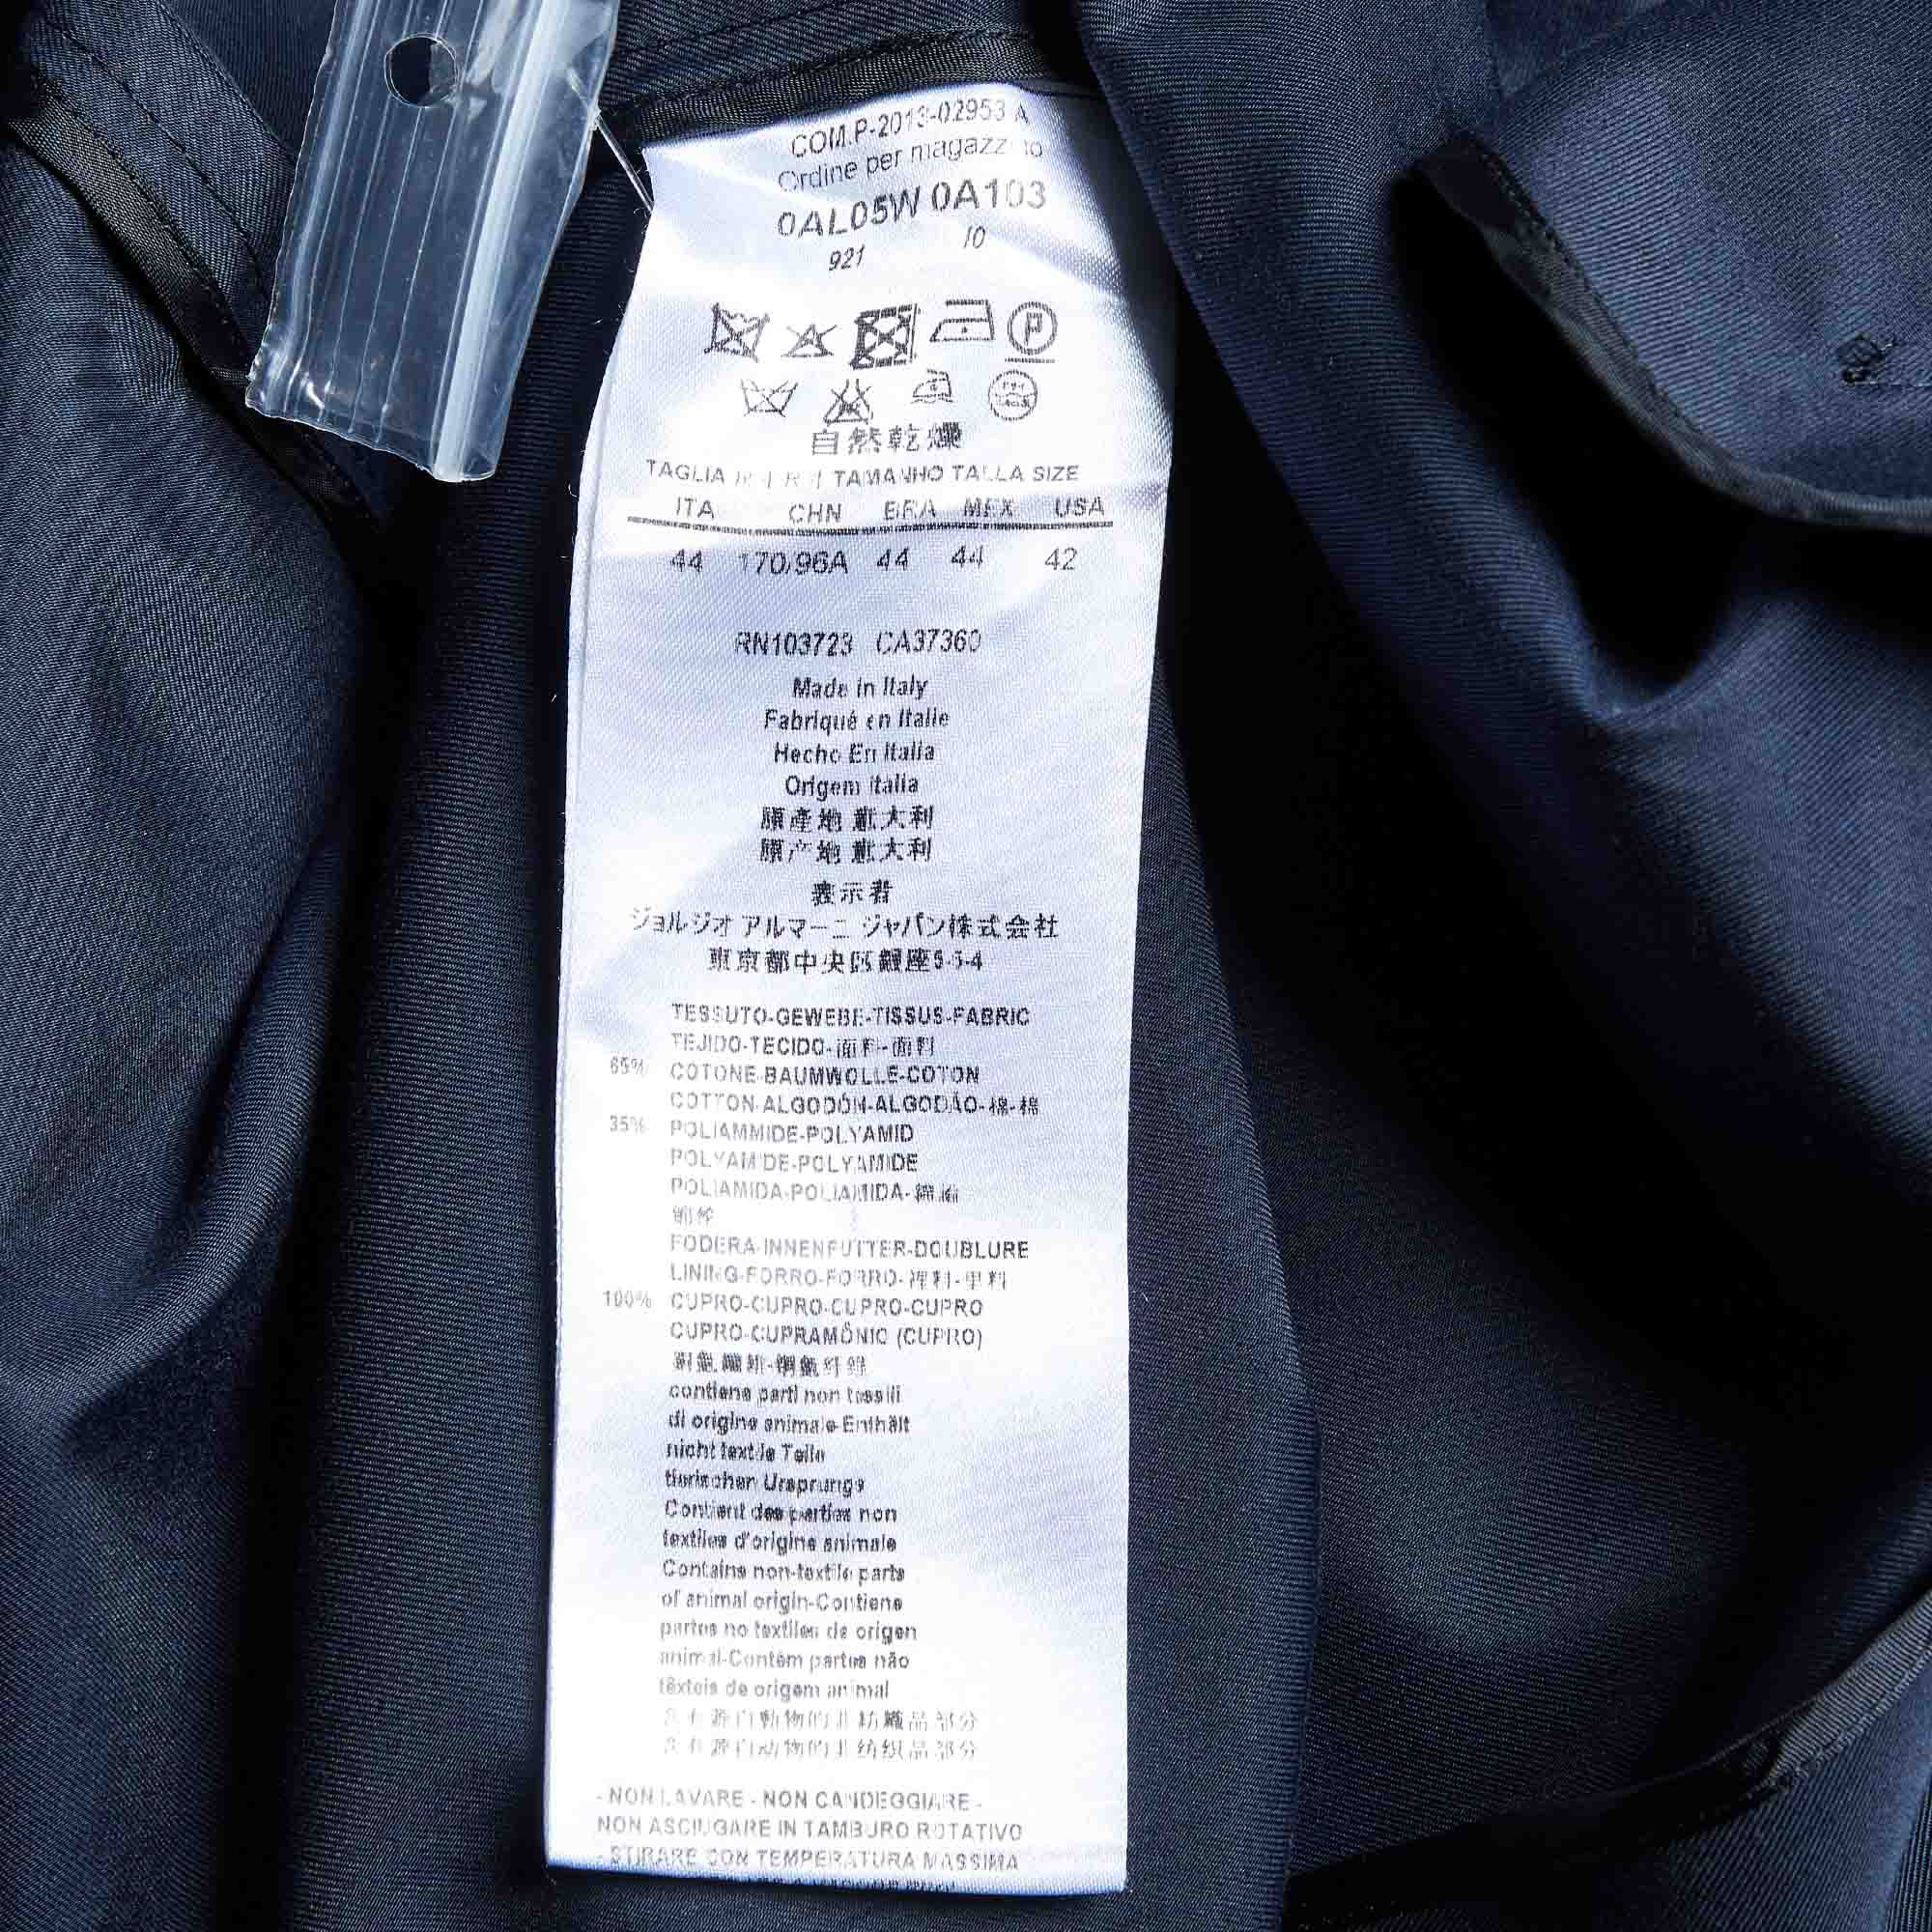 COM.P-2013-02953 A
Ordine per magazzino
0AL05W 0A103
921 /0
P
自然乾燥
TAGLIA TAMANHO TALLA SIZE
ITA CHN BRA MEX USA
44 170/96A 44 44 42
RN103723 CA37360
Made in Italy
Fabriqué en Italie
Hecho En Italia
Origem Italia
原產地 意大利
原产地 意大利
表示者
ジョルジオ アルマーニ ジャパン株式会社
東京都中央区銀座5-5-4
TESSUTO-GEWEBE-TISSUS-FABRIC
TEJIDO-TECIDO-面料-面料
65% COTONE-BAUMWOLLE-COTON
COTTON-ALGODÓN-ALGODÃO-棉-棉
35% POLIAMMIDE-POLYAMID
POLYAMIDE-POLYAMIDE
POLIAMIDA-POLIAMIDA-
FODERA-INNENFUTTER-DOUBLURE
LINING-FORRO-FORRO-裡料-里料
100% CUPRO-CUPRO-CUPRO-CUPRO
CUPRO-CUPRAMÔNIO (CUPRO)
contiene parti non tessili
di origine animale-Enthält
nicht textile Teile
tierischen Ursprungs
Contient des parties non
textiles d'origine animale
Contains non-textile parts
of animal origin-Contiene
partes no textiles de origen
animal-Contém partes não
têxteis de origem animal
含有源自動物的非紡織品部分
含有源自动物的非纺织品部分
- NON LAVARE - NON CANDEGGIARE -
NON ASCIUGARE IN TAMBURO ROTATIVO
- STIRARE CON TEMPERATURA MASSIMA